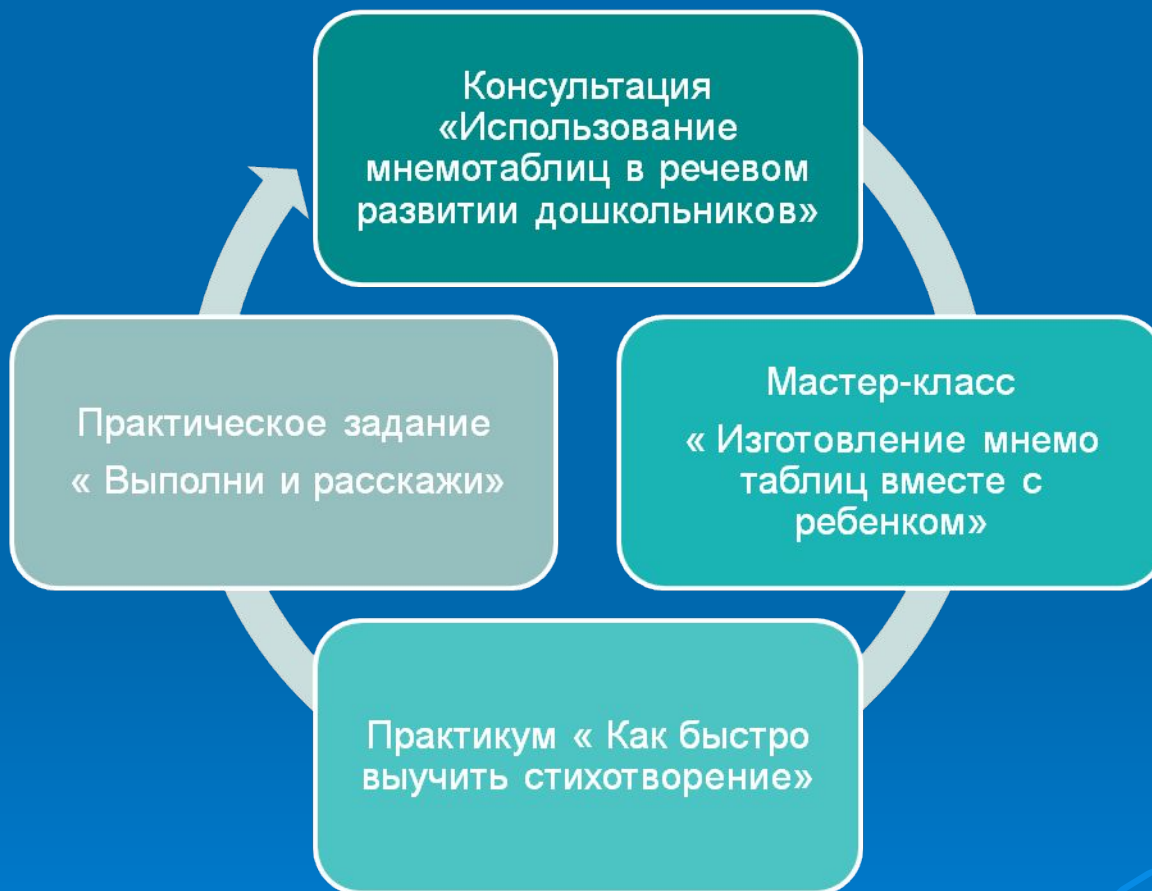 Консультация
«Использование
мнемотаблиц в речевом
развитии дошкольников»
Мастер-класс
« Изготовление мнемо
таблиц вместе с
ребенком»
Практикум « Как быстро
выучить стихотворение»
Практическое задание
« Выполни и расскажи»